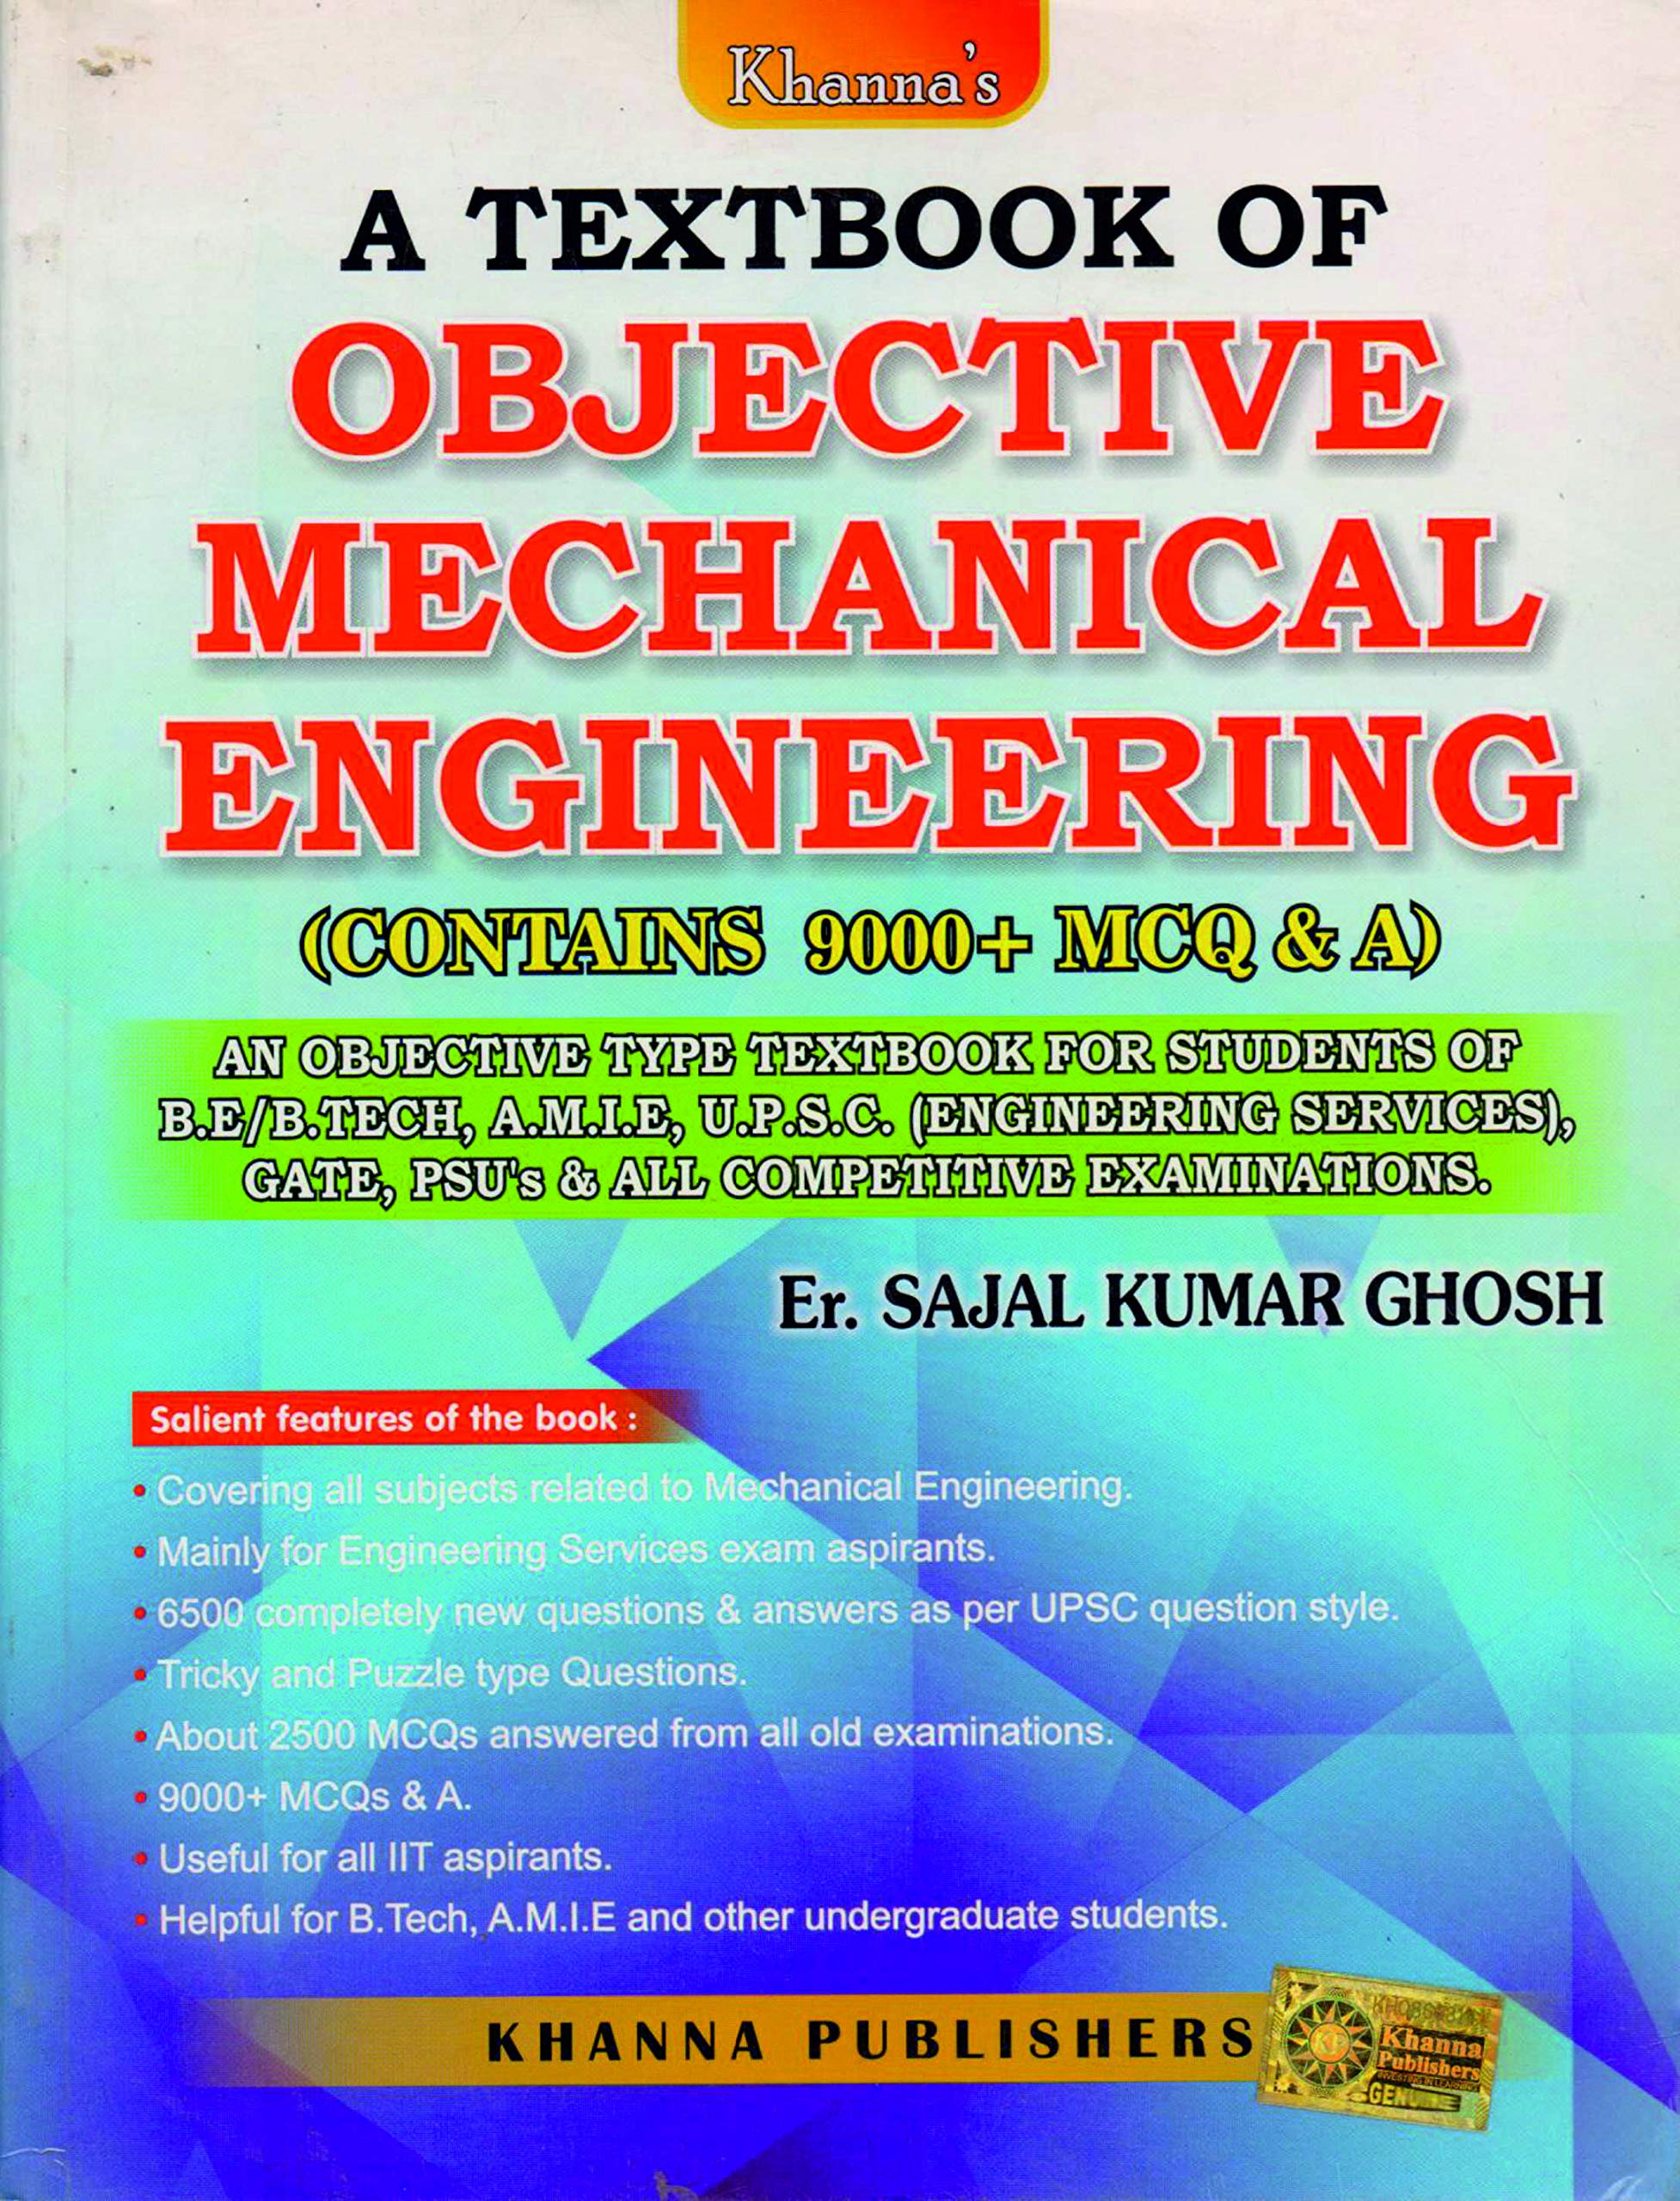 Khanna's
A TEXTBOOK OF
OBJECTIVE
MECHANICAL
ENGINEERING
(CONTAINS 9000+ MCQ & A)
AN OBJECTIVE TYPE TEXTBOOK FOR STUDENTS OF
B.E/B.TECH, A.M.I.E, U.P.S.C. (ENGINEERING SERVICES),
GATE, PSU's & ALL COMPETITIVE EXAMINATIONS.
Er. SAJAL KUMAR GHOSH
Salient features of the book :
• Covering all subjects related to Mechanical Engineering.
• Mainly for Engineering Services exam aspirants.
• 6500 completely new questions & answers as per UPSC question style.
• Tricky and Puzzle type Questions.
• About 2500 MCQs answered from all old examinations.
• 9000+ MCQs & A.
• Useful for all IIT aspirants.
• Helpful for B.Tech, A.M.I.E and other undergraduate students.
KHANNA PUBLISHERS
Khanna
Publishers